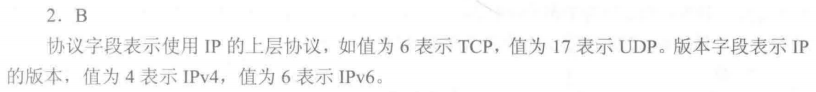 2．B
协议字段表示使用 IP 的上层协议，如值为 6 表示 TCP，值为 17 表示 UDP。版本字段表示 IP
的版本，值为 4 表示 IPv4，值为 6 表示 IPv6。